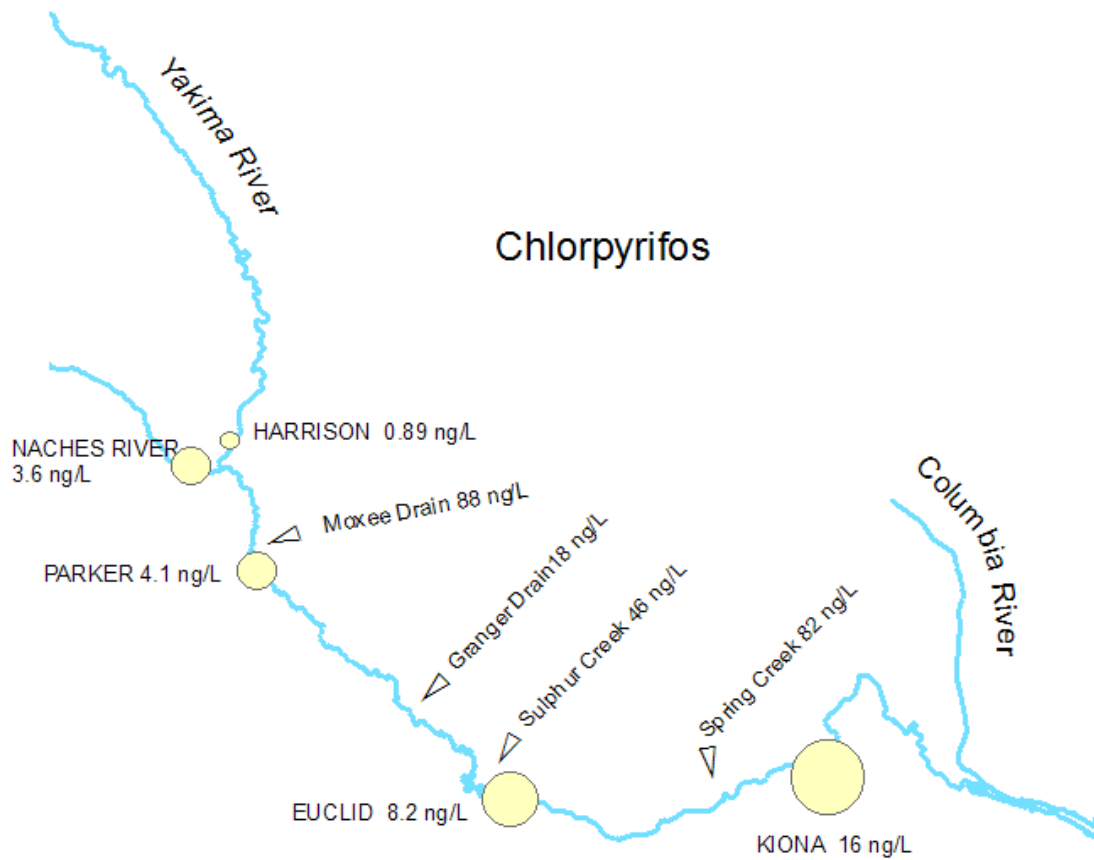 Yakima River
Chlorpyrifos
HARRISON 0.89 ng/L
NACHES RIVER
3.6 ng/L
Moxee Drain 88 ng/L
PARKER 4.1 ng/L
Granger Drain18 ng/L
Sulphur Creek 46 ng/L
Spring Creek 82 ng/L
Columbia River
EUCLID 8.2 ng/L
KIONA 16 ng/L